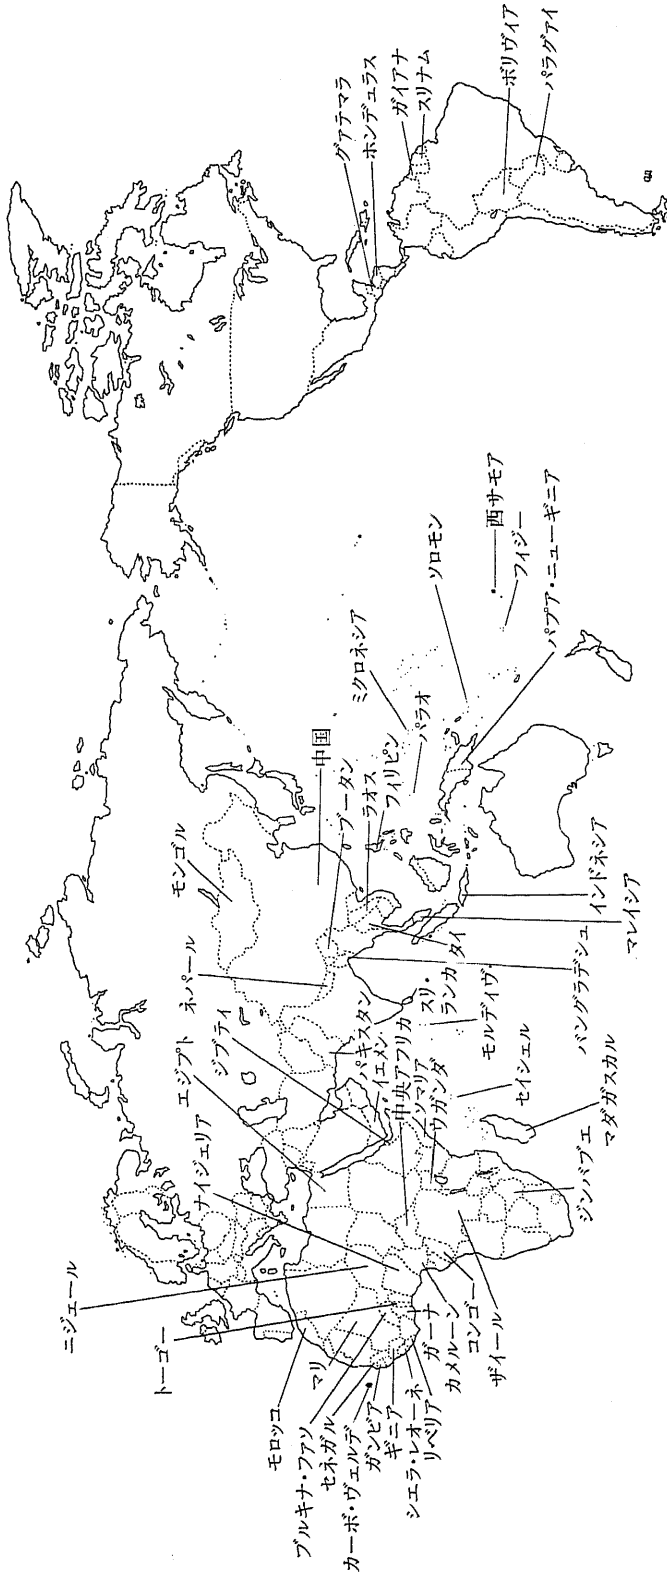 ニジェール
トーゴー
ナイジェリア
エジプト
ジブティ
ネパール
モンゴル
中国
ブータン
ラオス
フィリピン
ミクロネシア
パラオ
ソロモン
西サモア
フィジー
パプア・ニューギニア
グァテマラ
ホンデュラス
ガイアナ
スリナム
ボリヴィア
パラグァイ
モロッコ
マリ
ブルキナ・ファソ
セネガル
カーボ・ヴェルデ
ガンビア
ギニア
シエラ・レオーネ
リベリア
ガーナ
カメルーン
コンゴー
ザイール
パキスタン
イエメン
中央アフリカ
ソマリア
ウガンダ
スリ・
ランカ
タイ
モルディヴ
セイシェル
マダガスカル
ジンバブエ
バングラデシュ
インドネシア
マレイシア